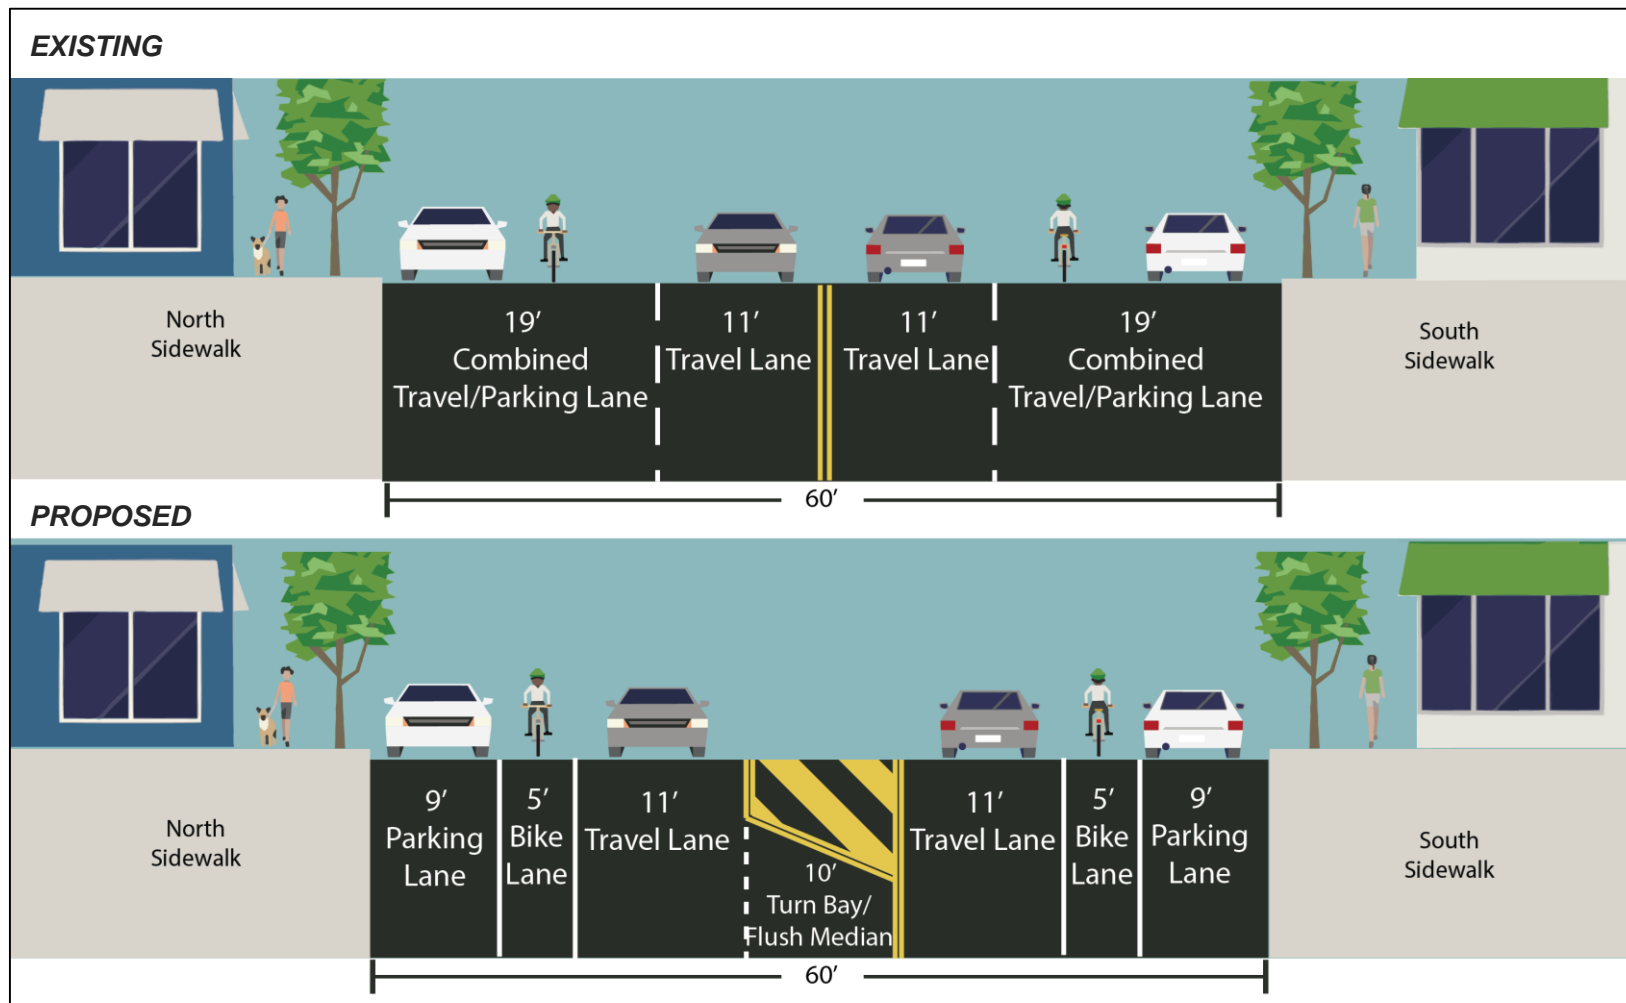 EXISTING
North
Sidewalk
19’
Combined
Travel/Parking Lane
11’
Travel Lane
11’
Travel Lane
19’
Combined
Travel/Parking Lane
South
Sidewalk
60’
PROPOSED
North
Sidewalk
9’
Parking
Lane
5’
Bike
Lane
11’
Travel Lane
10’
Turn Bay/
Flush Median
11’
Travel Lane
5’
Bike
Lane
9’
Parking
Lane
South
Sidewalk
60’